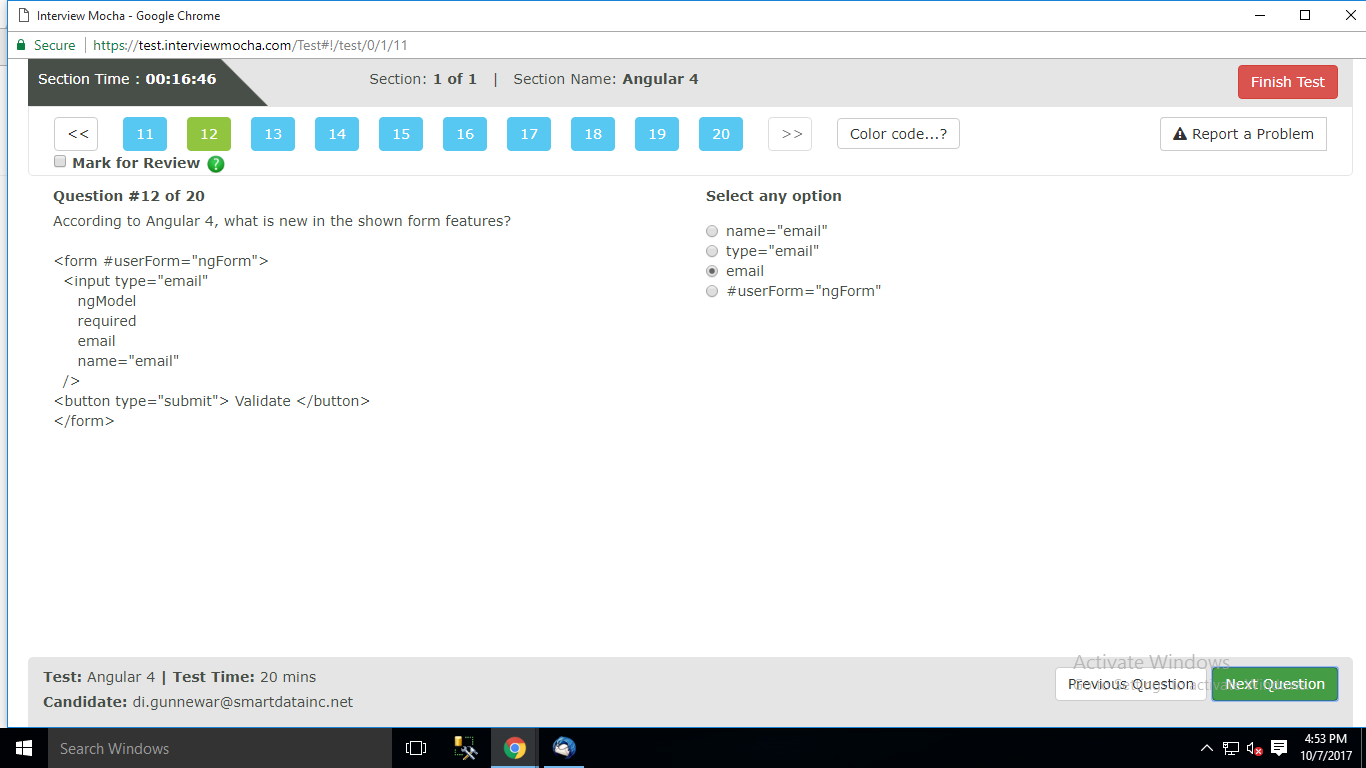 Interview Mocha - Google Chrome
Secure | https://test.interviewmocha.com/Test#!/test/0/1/11
Section Time : 00:16:46
Section: 1 of 1 | Section Name: Angular 4
Finish Test
<< 11 12 13 14 15 16 17 18 19 20 >> Color code...? Report a Problem
Mark for Review ?
Question #12 of 20
According to Angular 4, what is new in the shown form features?
<form #userForm="ngForm">
<input type="email"
ngModel
required
email
name="email"
/>
<button type="submit"> Validate </button>
</form>
Select any option
name="email"
type="email"
email
#userForm="ngForm"
Test: Angular 4 | Test Time: 20 mins
Candidate: di.gunnewar@smartdatainc.net
Activate Windows
Previous Question
Next Question
Search Windows
4:53 PM
10/7/2017